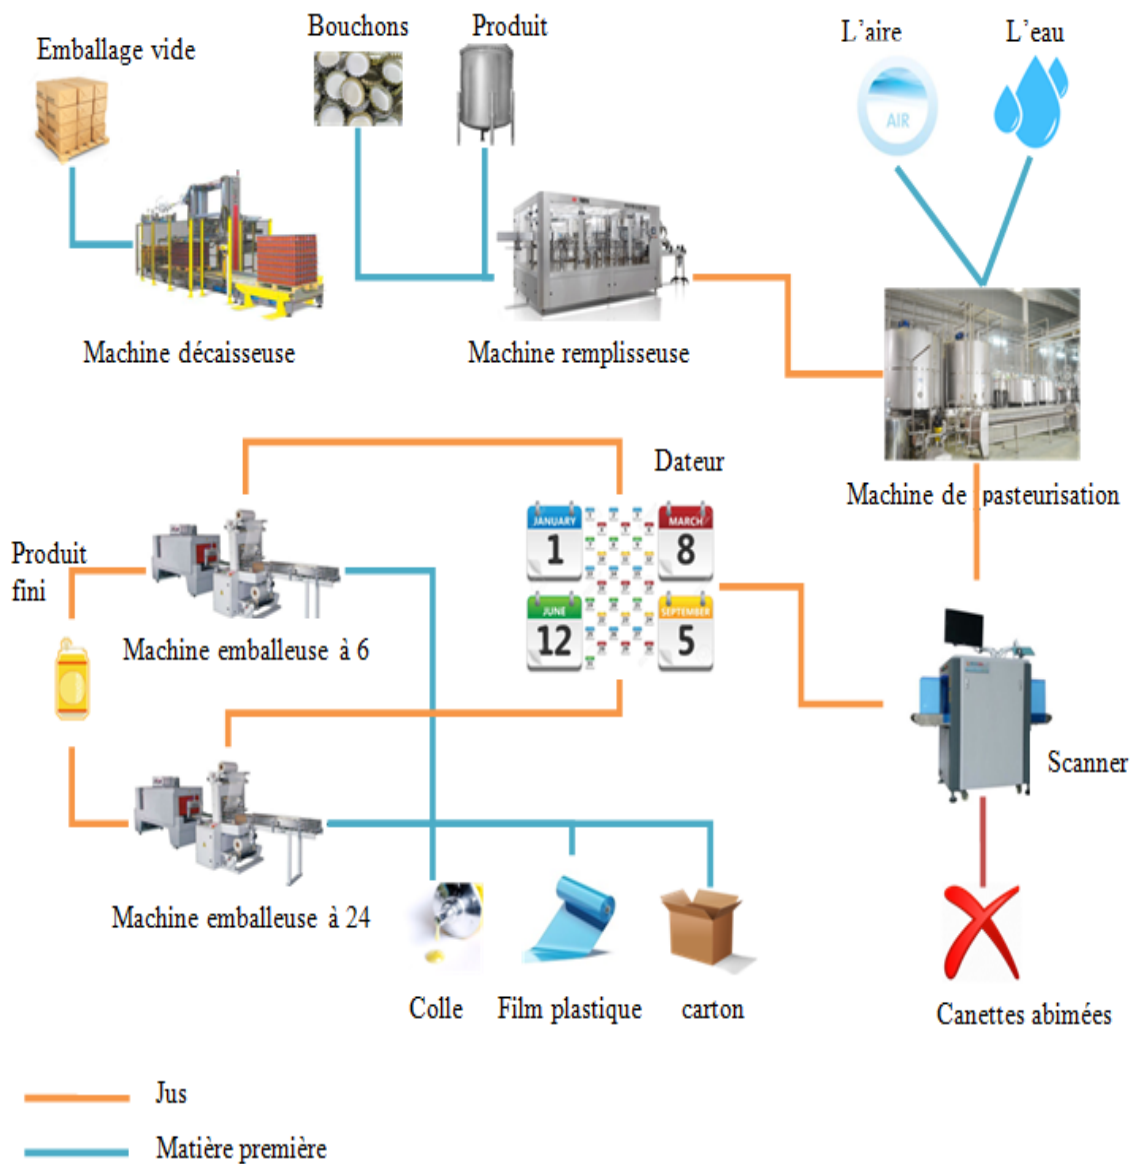 Bouchons
Produit
L'aire
L'eau
Emballage vide
AIR
Machine décaisseuse
Machine remplisseuse
Dateur
Machine de pasteurisation
JANUARY
1
MARCH
8
JUNE
12
SEPTEMBER
5
Produit
fini
Machine emballeuse à 6
Scanner
Machine emballeuse à 24
Colle
Film plastique
carton
Canettes abimées
Jus
Matière première